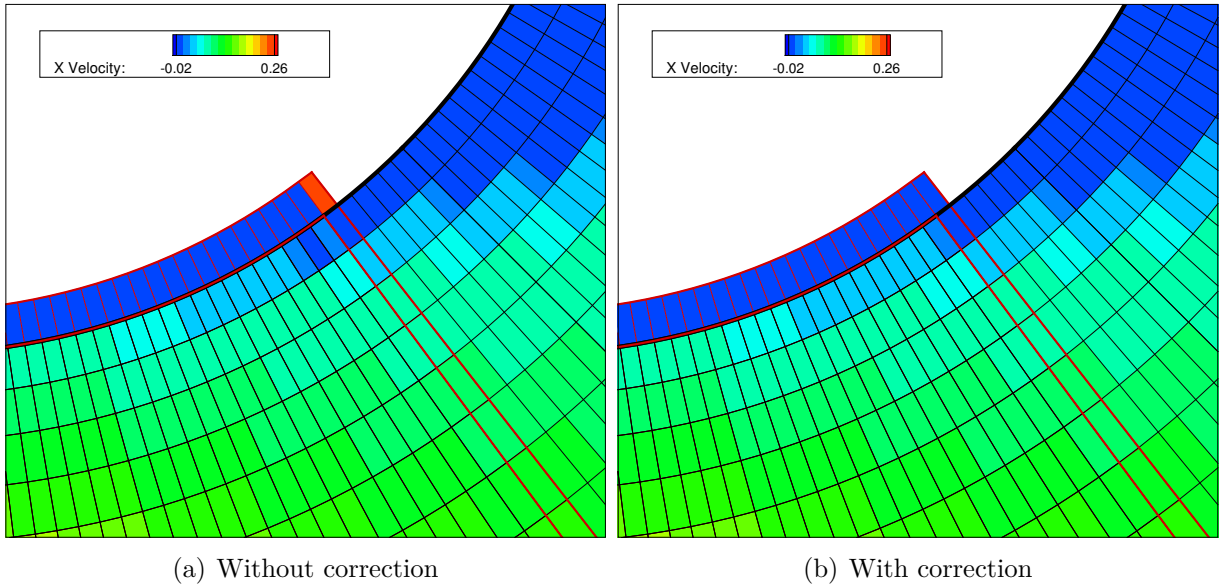 X Velocity: -0.02 0.26
X Velocity: -0.02 0.26
(a) Without correction
(b) With correction